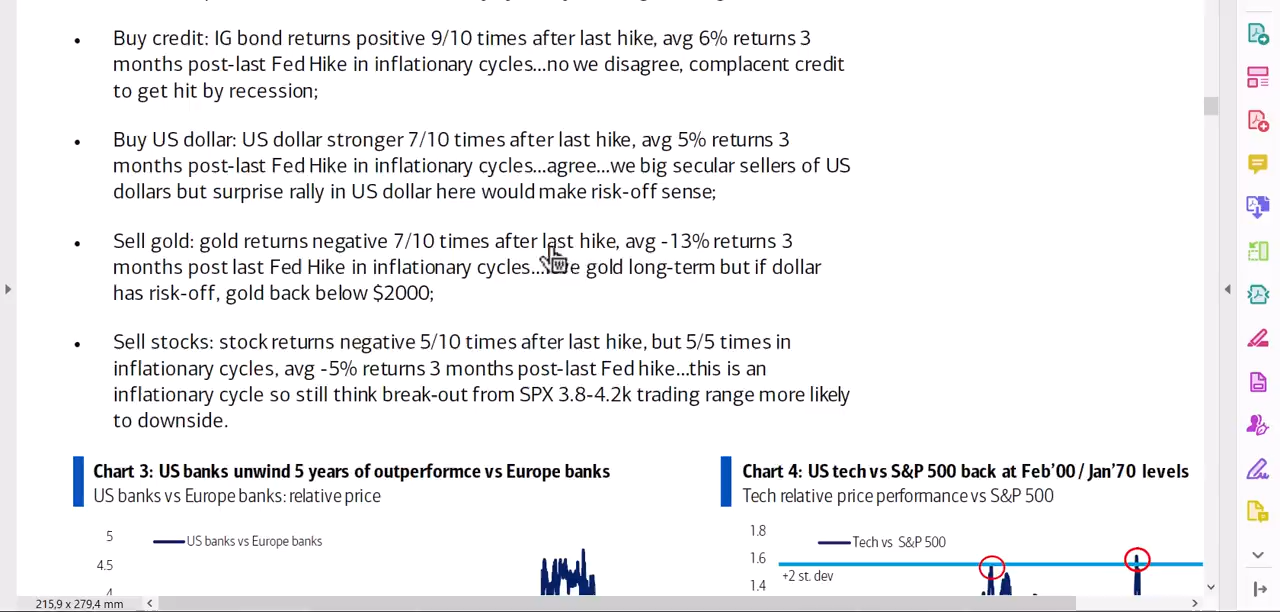 • Buy credit: IG bond returns positive 9/10 times after last hike, avg 6% returns 3
months post-last Fed Hike in inflationary cycles...no we disagree, complacent credit
to get hit by recession;
• Buy US dollar: US dollar stronger 7/10 times after last hike, avg 5% returns 3
months post-last Fed Hike in inflationary cycles...agree...we big secular sellers of US
dollars but surprise rally in US dollar here would make risk-off sense;
• Sell gold: gold returns negative 7/10 times after last hike, avg -13% returns 3
months post last Fed Hike in inflationary cycles... gold long-term but if dollar
has risk-off, gold back below $2000;
• Sell stocks: stock returns negative 5/10 times after last hike, but 5/5 times in
inflationary cycles, avg -5% returns 3 months post-last Fed hike...this is an
inflationary cycle so still think break-out from SPX 3.8-4.2k trading range more likely
to downside.
Chart 3: US banks unwind 5 years of outperformce vs Europe banks
US banks vs Europe banks: relative price
5
US banks vs Europe banks
4.5
4
Chart 4: US tech vs S&P 500 back at Feb'00 / Jan'70 levels
Tech relative price performance vs S&P 500
1.8
Tech vs S&P 500
1.6
+2 st. dev
1.4
215,9 x 279,4 mm